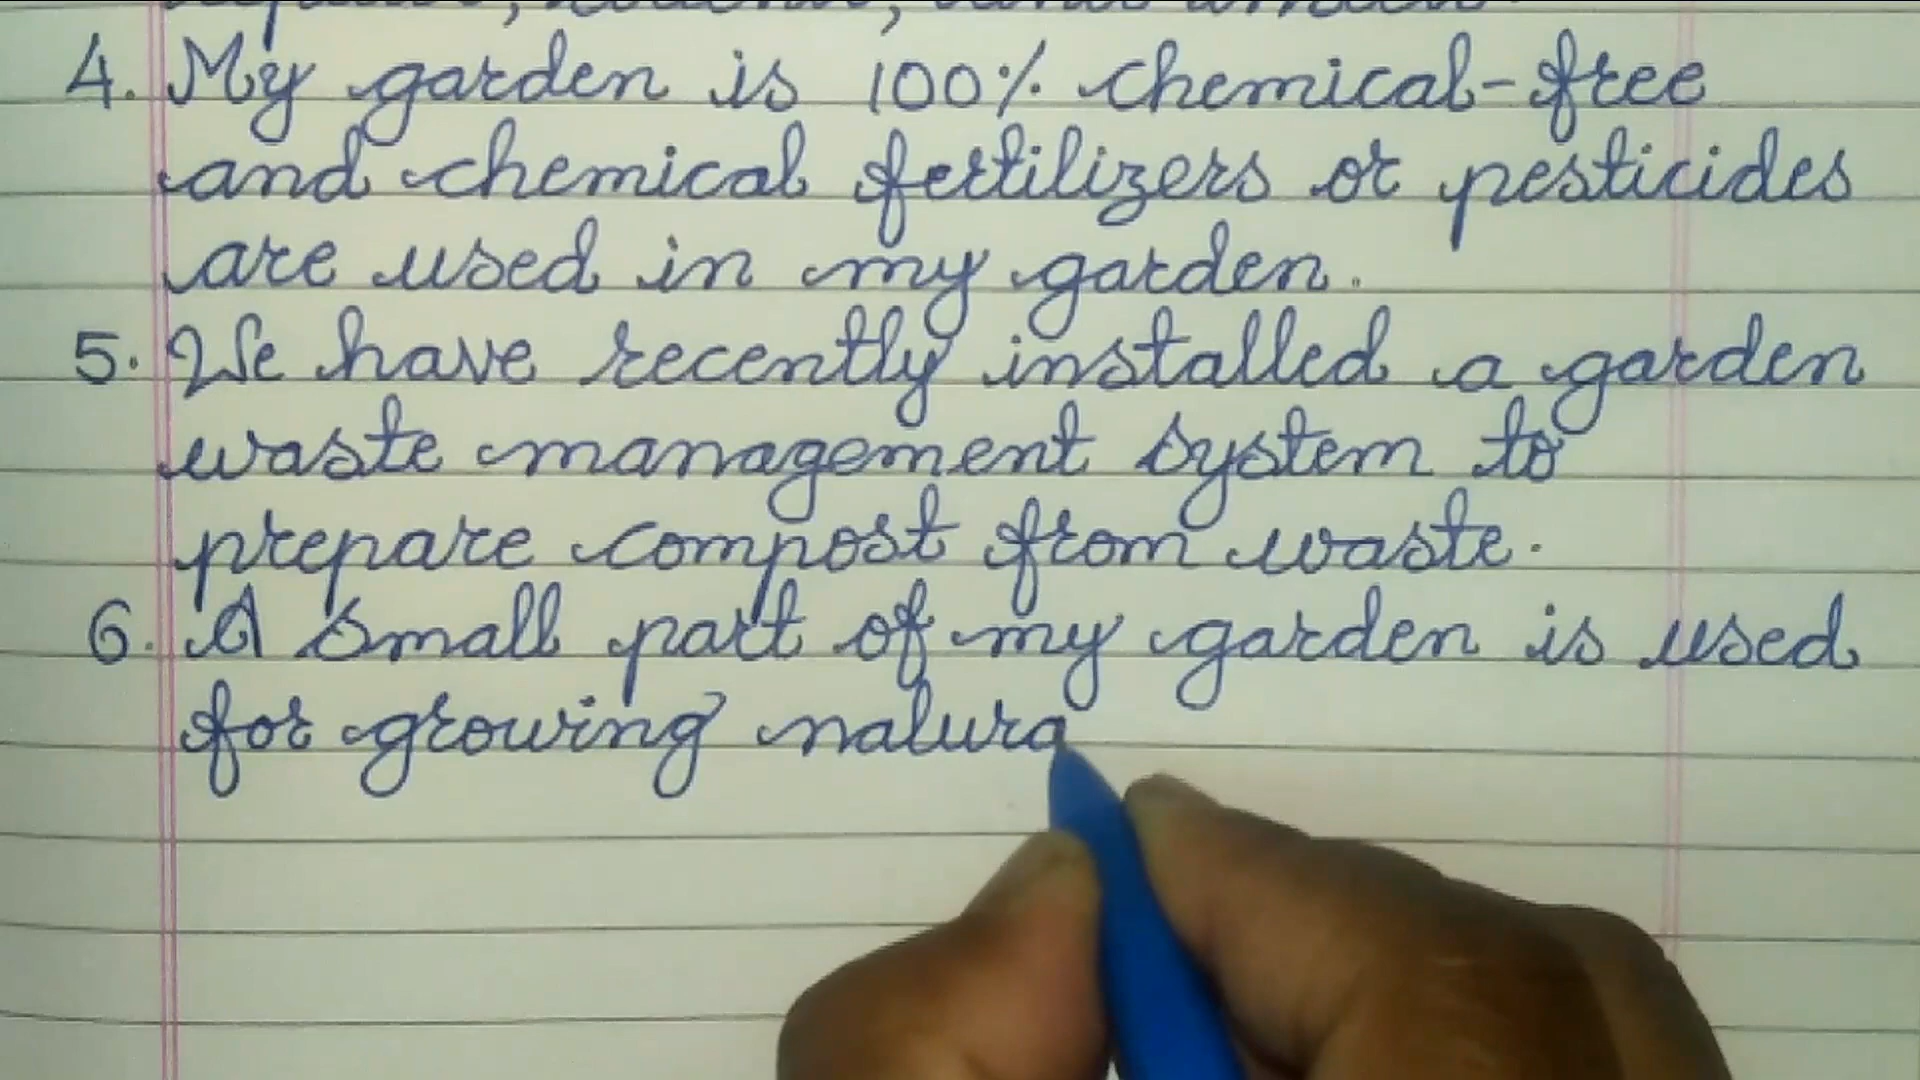 4. My garden is 100% chemical-free
and chemical fertilizers or pesticides
are used in my garden.
5. We have recently installed a garden
waste management system to
prepare compost from waste.
6. A small part of my garden is used
for growing natura